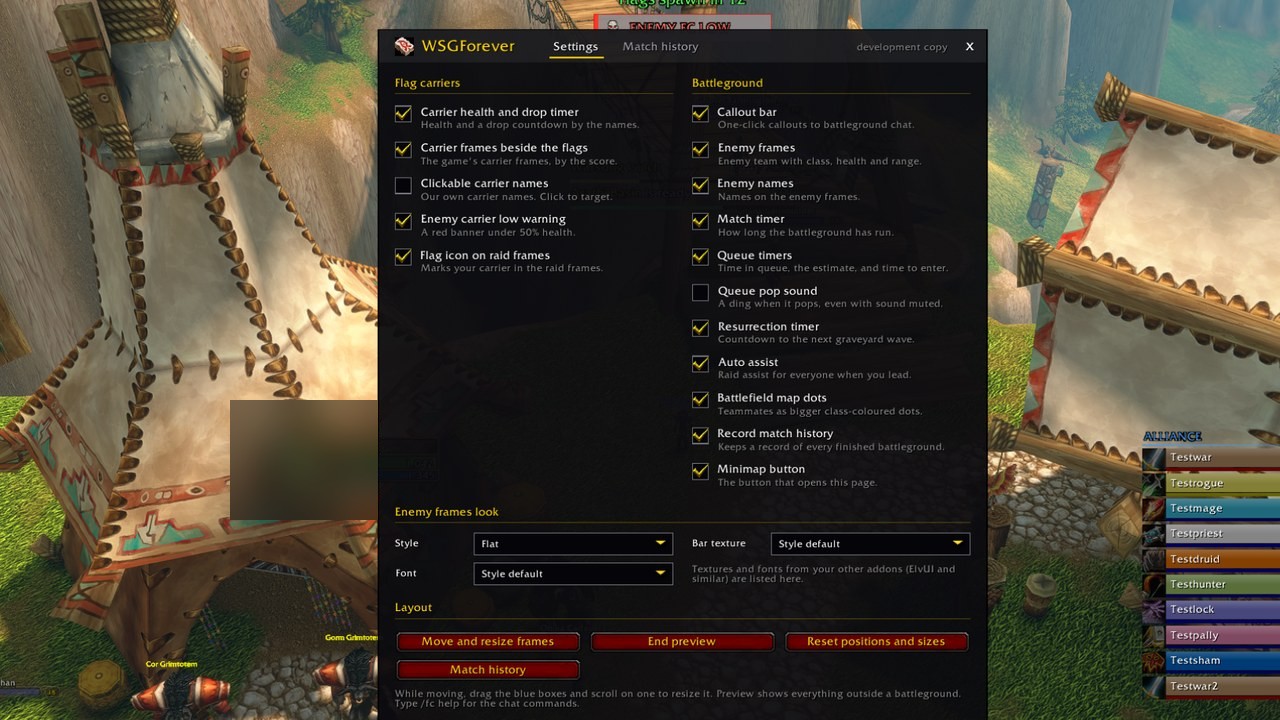 flags spawn in 12
ENEMY FC LOW
WSGForever
Settings
Match history
development copy
X
Flag carriers
Carrier health and drop timer
Health and a drop countdown by the names.
Carrier frames beside the flags
The game's carrier frames, by the score.
Clickable carrier names
Our own carrier names. Click to target.
Enemy carrier low warning
A red banner under 50% health.
Flag icon on raid frames
Marks your carrier in the raid frames.
Battleground
Callout bar
One-click callouts to battleground chat.
Enemy frames
Enemy team with class, health and range.
Enemy names
Names on the enemy frames.
Match timer
How long the battleground has run.
Queue timers
Time in queue, the estimate, and time to enter.
Queue pop sound
A ding when it pops, even with sound muted.
Resurrection timer
Countdown to the next graveyard wave.
Auto assist
Raid assist for everyone when you lead.
Battlefield map dots
Teammates as bigger class-coloured dots.
Record match history
Keeps a record of every finished battleground.
Minimap button
The button that opens this page.
Enemy frames look
Style
Flat
Bar texture
Style default
Font
Style default
Textures and fonts from your other addons (ElvUI and
similar) are listed here.
Layout
Move and resize frames
End preview
Reset positions and sizes
Match history
While moving, drag the blue boxes and scroll on one to resize it. Preview shows everything outside a battleground.
Type /fc help for the chat commands.
ALLIANCE
Testwar
Testrogue
Testmage
Testpriest
Testdruid
Testhunter
Testlock
Testpally
Testsham
Testwar2
Gorm Grimtote
Cor Grimtotem
han